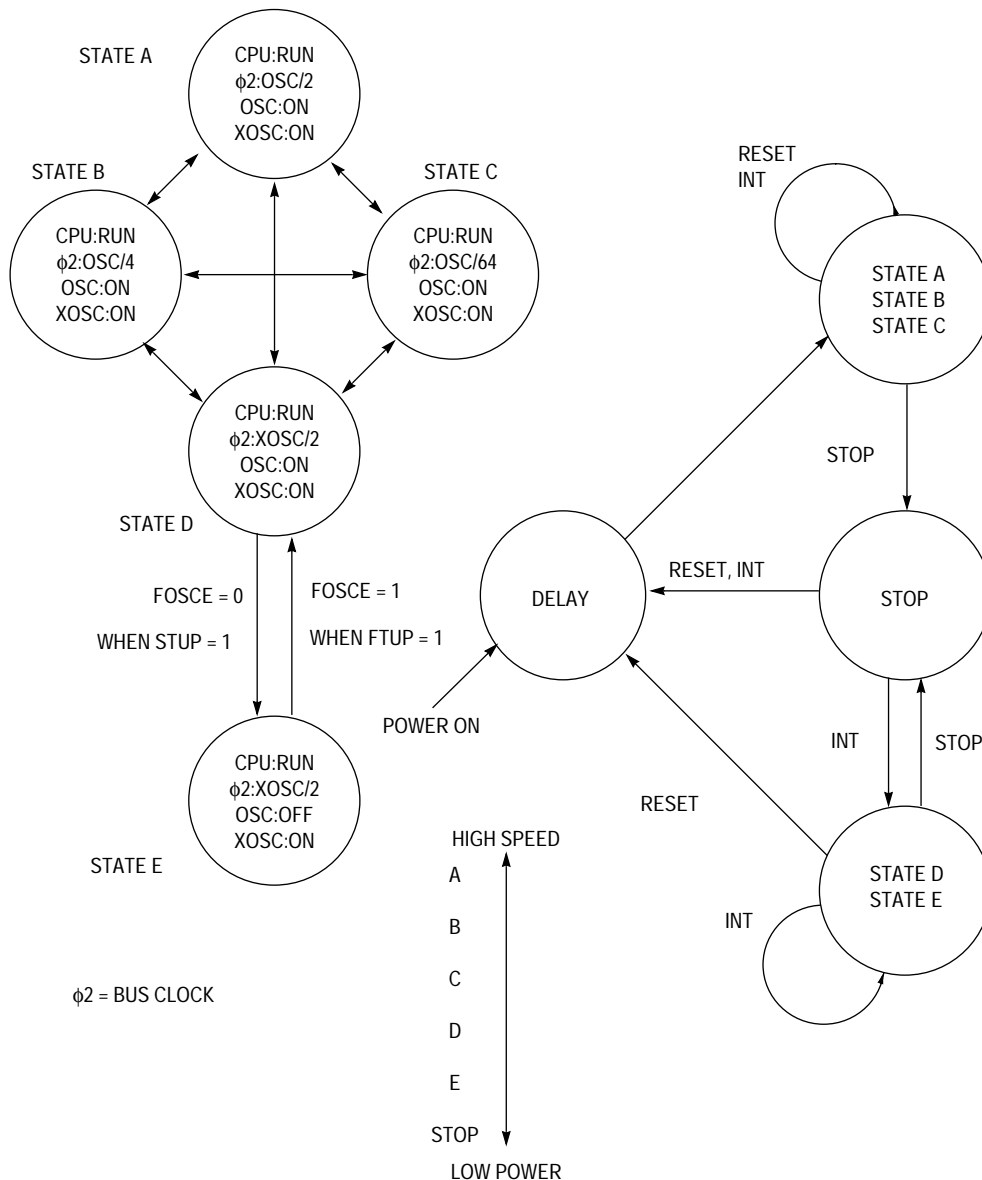 STATE A
CPU:RUN
ϕ2:OSC/2
OSC:ON
XOSC:ON
STATE B
CPU:RUN
ϕ2:OSC/4
OSC:ON
XOSC:ON
STATE C
CPU:RUN
ϕ2:OSC/64
OSC:ON
XOSC:ON
CPU:RUN
ϕ2:XOSC/2
OSC:ON
XOSC:ON
STATE D
FOSCE = 0
WHEN STUP = 1
FOSCE = 1
WHEN FTUP = 1
CPU:RUN
ϕ2:XOSC/2
OSC:OFF
XOSC:ON
STATE E
ϕ2 = BUS CLOCK
RESET
INT
STATE A
STATE B
STATE C
STOP
DELAY
RESET, INT
STOP
POWER ON
INT
STOP
RESET
STATE D
STATE E
INT
HIGH SPEED
A
B
C
D
E
STOP
LOW POWER